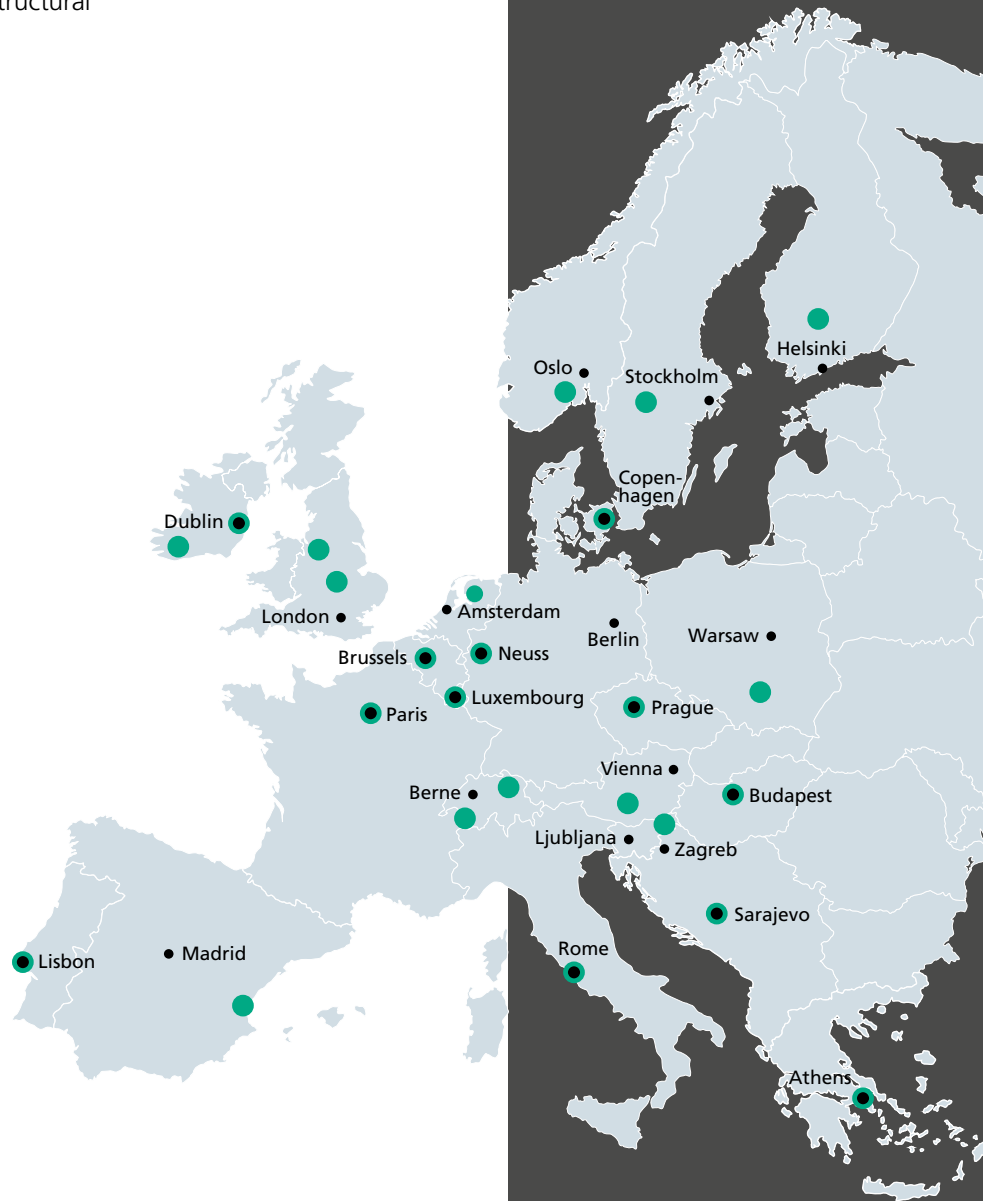 tructural
Helsinki
Oslo
Stockholm
Copen-
hagen
Dublin
London
Amsterdam
Berlin
Warsaw
Brussels
Neuss
Luxembourg
Paris
Prague
Vienna
Berne
Budapest
Ljubljana
Zagreb
Sarajevo
Rome
Madrid
Lisbon
Athens